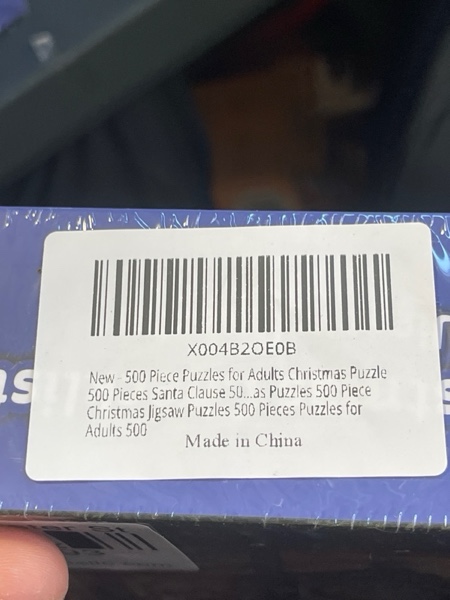 X004B2OE0B
New - 500 Piece Puzzles for Adults Christmas Puzzle
500 Pieces Santa Clause 50...as Puzzles 500 Piece
Christmas Jigsaw Puzzles 500 Pieces Puzzles for
Adults 500
Made in China